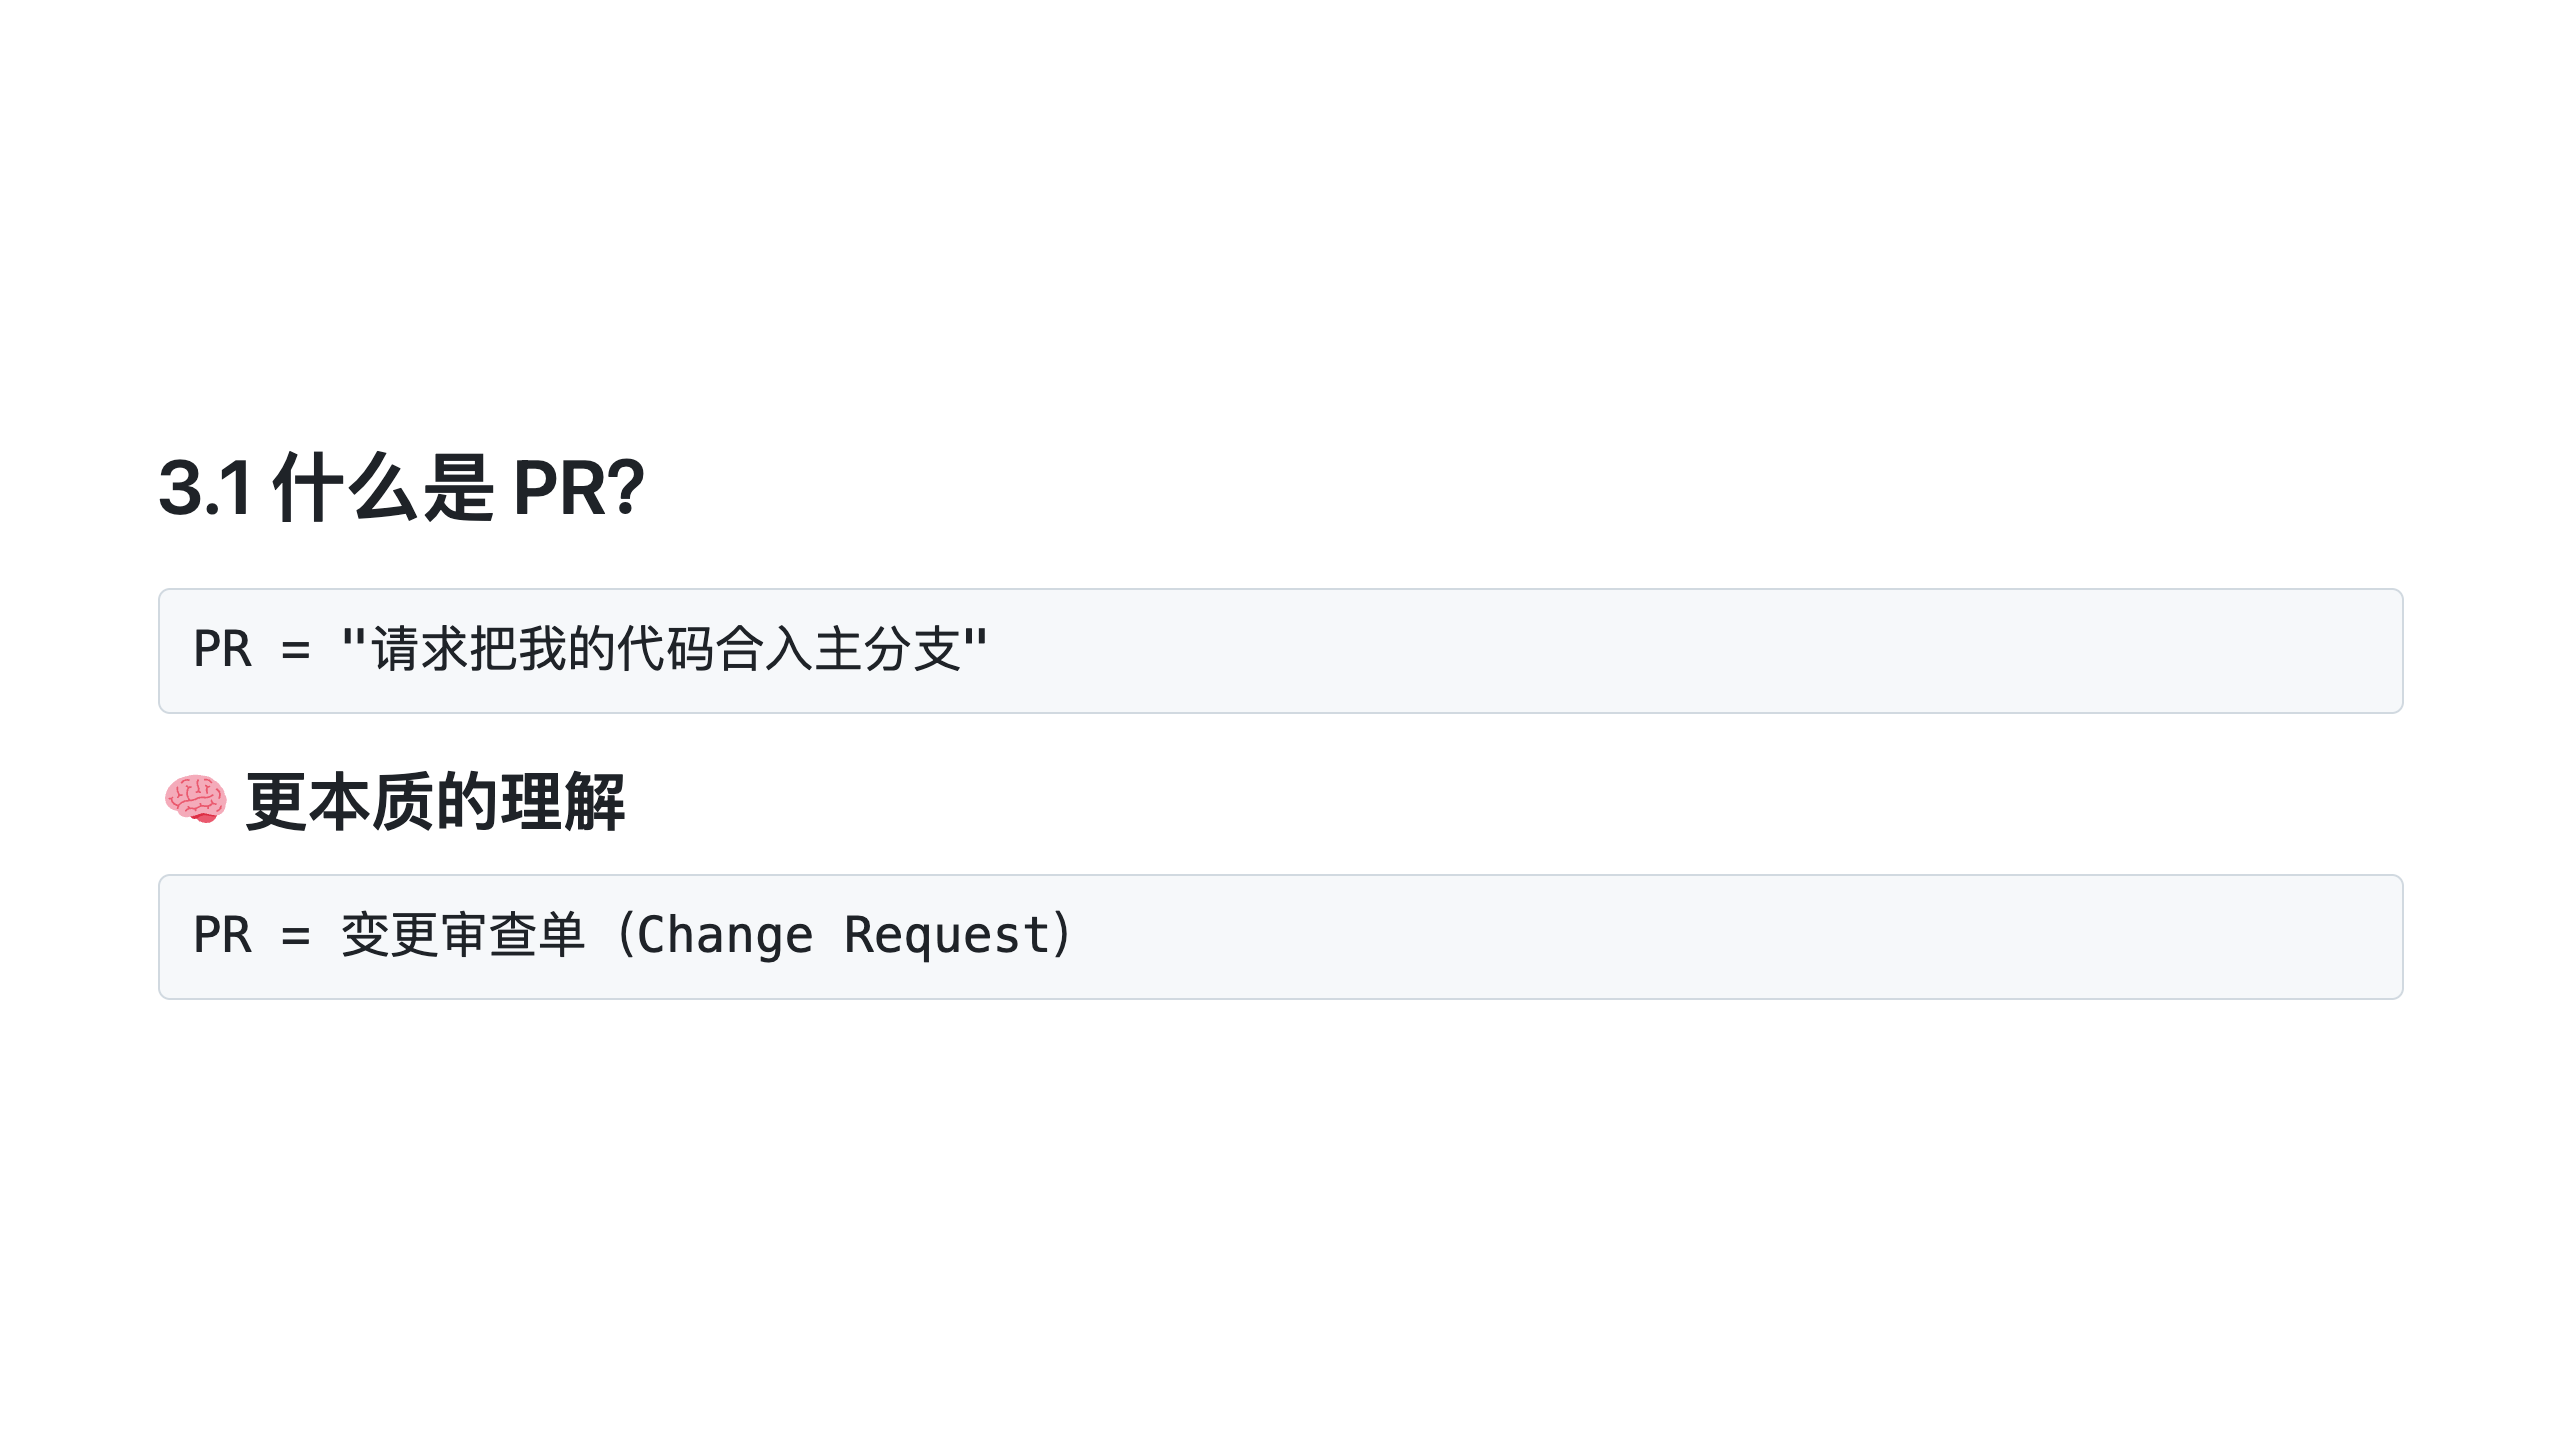 3.1 什么是 PR?
PR = "请求把我的代码合入主分支"
🧠 更本质的理解
PR = 变更审查单（Change Request）